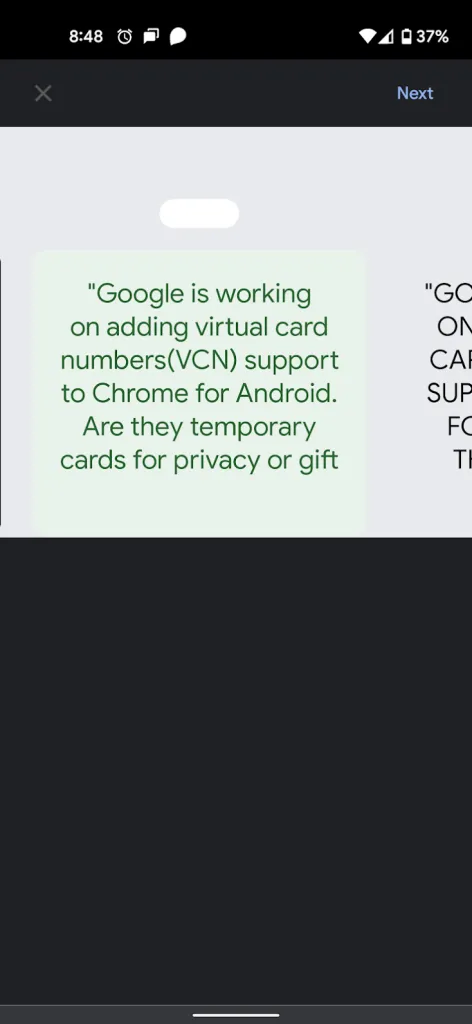 8:48
37%
Next
"Google is working
on adding virtual card
numbers(VCN) support
to Chrome for Android.
Are they temporary
cards for privacy or gift
"GO
ON
CAR
SUP
FO
TH